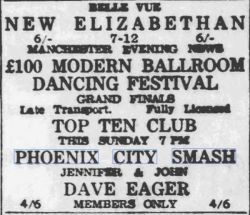 BELLE VUE
NEW ELIZABETHAN
6/- 7-12 6/-
MANCHESTER EVENING NEWS
£100 MODERN BALLROOM
DANCING FESTIVAL
GRAND FINALS
Late Transport. Fully Licensed
TOP TEN CLUB
THIS SUNDAY 7 PM
PHOENIX CITY SMASH
JENNIFER & JOHN
DAVE EAGER
4/6 MEMBERS ONLY 4/6